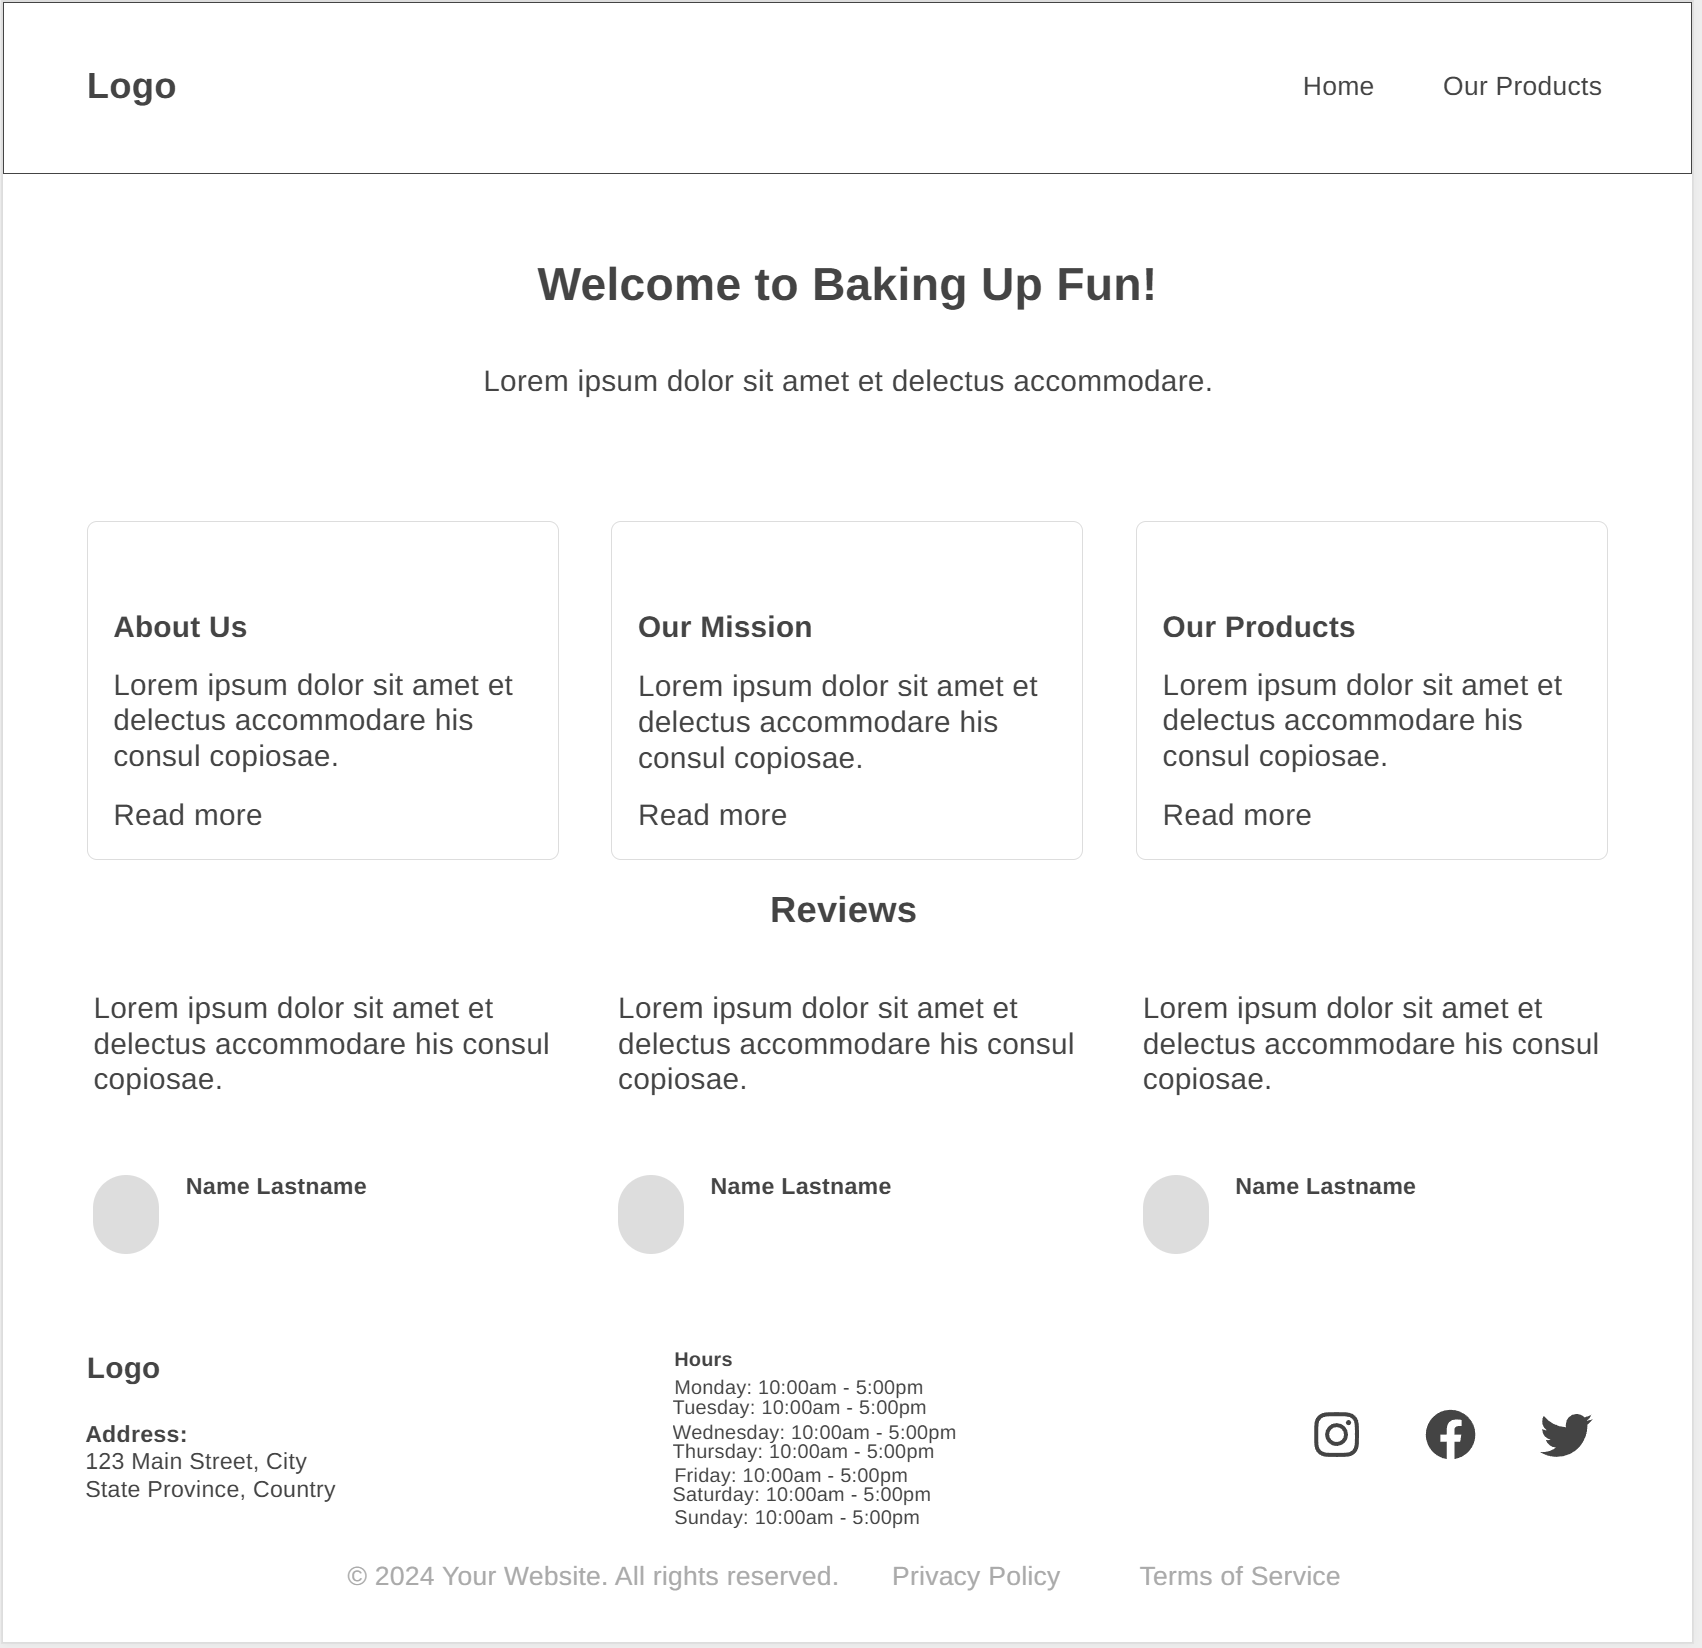 Logo
Home
Our Products
Welcome to Baking Up Fun!
Lorem ipsum dolor sit amet et delectus accommodare.
About Us
Lorem ipsum dolor sit amet et
delectus accommodare his
consul copiosae.
Read more
Our Mission
Lorem ipsum dolor sit amet et
delectus accommodare his
consul copiosae.
Read more
Our Products
Lorem ipsum dolor sit amet et
delectus accommodare his
consul copiosae.
Read more
Reviews
Lorem ipsum dolor sit amet et
delectus accommodare his consul
copiosae.
Name Lastname
Lorem ipsum dolor sit amet et
delectus accommodare his consul
copiosae.
Name Lastname
Lorem ipsum dolor sit amet et
delectus accommodare his consul
copiosae.
Name Lastname
Logo
Address:
123 Main Street, City
State Province, Country
Hours
Monday: 10:00am - 5:00pm
Tuesday: 10:00am - 5:00pm
Wednesday: 10:00am - 5:00pm
Thursday: 10:00am - 5:00pm
Friday: 10:00am - 5:00pm
Saturday: 10:00am - 5:00pm
Sunday: 10:00am - 5:00pm
© 2024 Your Website. All rights reserved.
Privacy Policy
Terms of Service